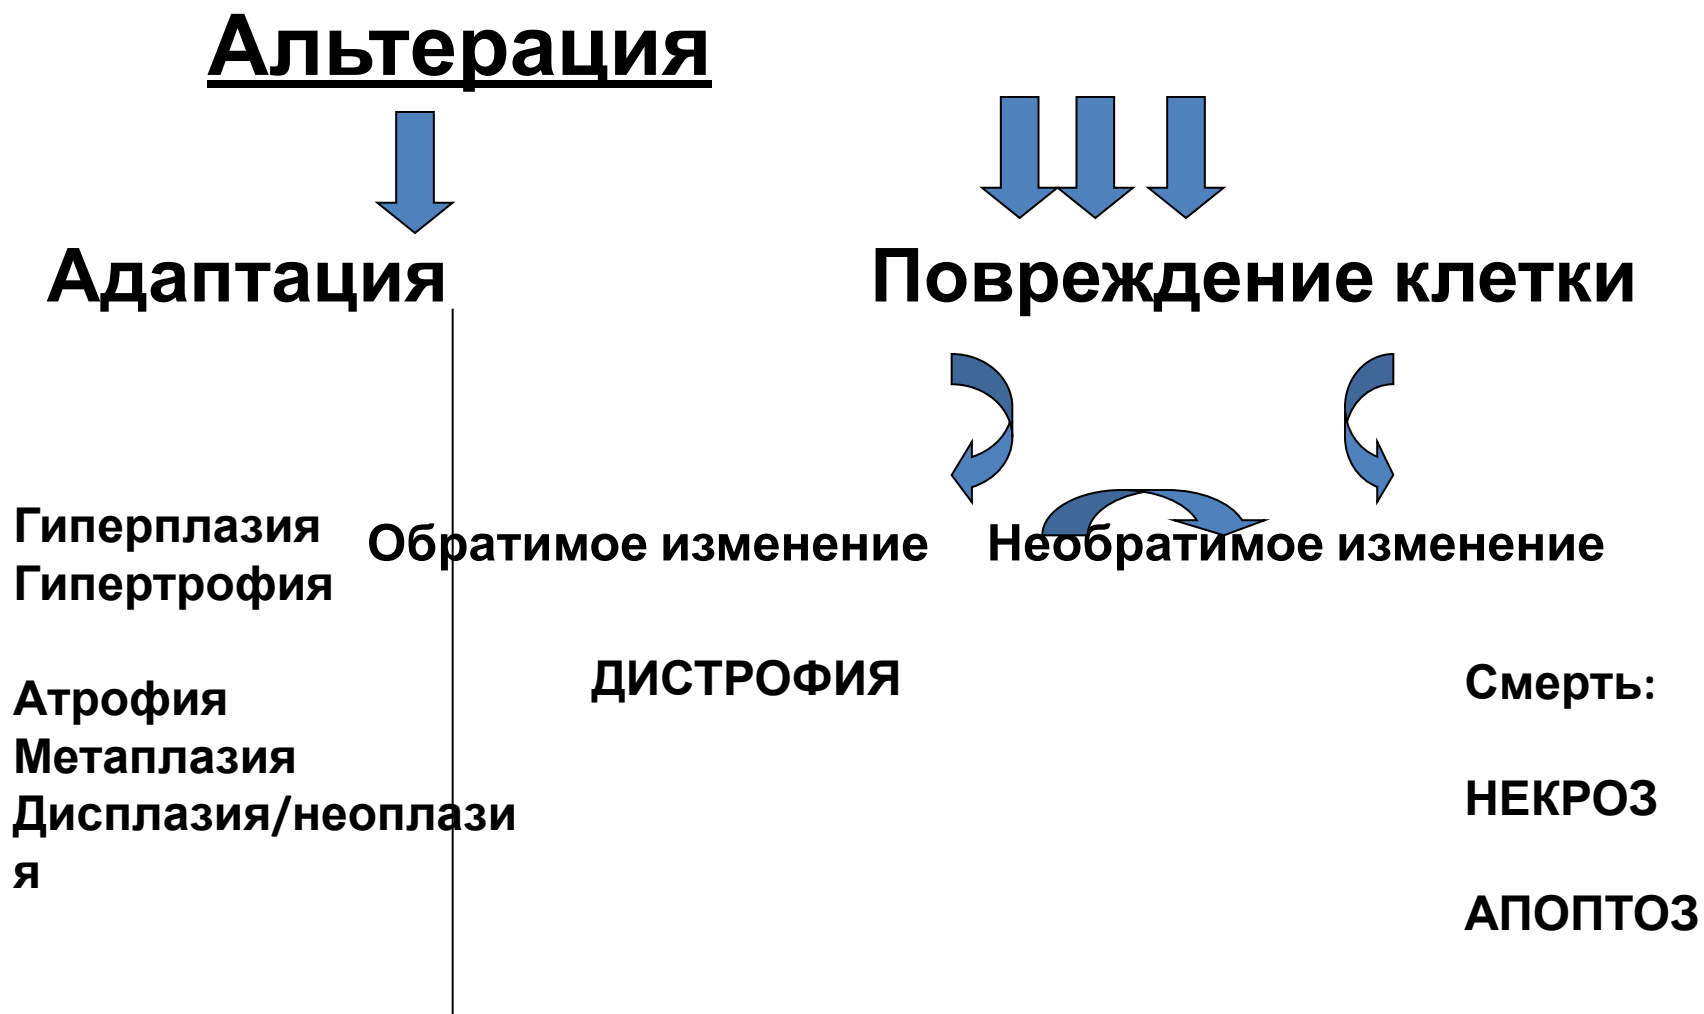 Альтерация
Адаптация
Повреждение клетки
Гиперплазия
Гипертрофия
Атрофия
Метаплазия
Дисплазия/неоплази
я
Обратимое изменение
ДИСТРОФИЯ
Необратимое изменение
Смерть:
НЕКРОЗ
АПОПТОЗ